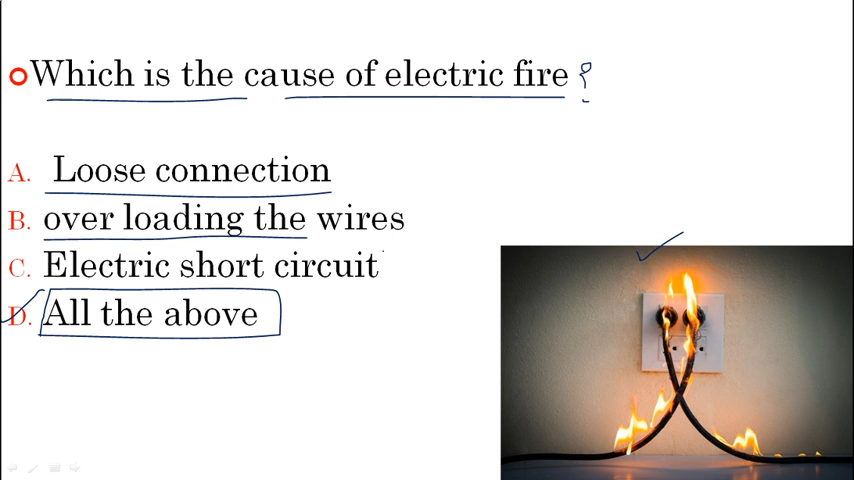 Which is the cause of electric fire ?
A. Loose connection
B. over loading the wires
C. Electric short circuit
D. All the above